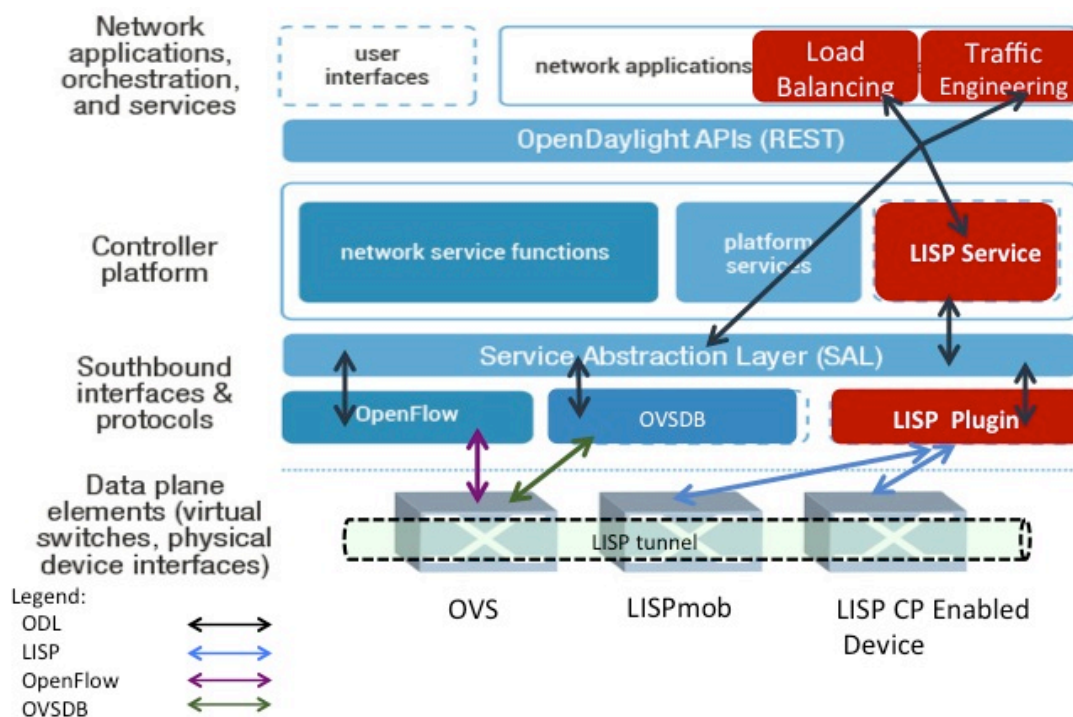 Network
applications,
orchestration,
and services
user
interfaces
network applications
Load
Balancing
Traffic
Engineering
OpenDaylight APIs (REST)
Controller
platform
network service functions
platform
services
LISP Service
Service Abstraction Layer (SAL)
Southbound
interfaces &
protocols
OpenFlow
OVSDB
LISP Plugin
Data plane
elements (virtual
switches, physical
device interfaces)
LISP tunnel
OVS
LISPmob
LISP CP Enabled
Device
Legend:
ODL
LISP
OpenFlow
OVSDB